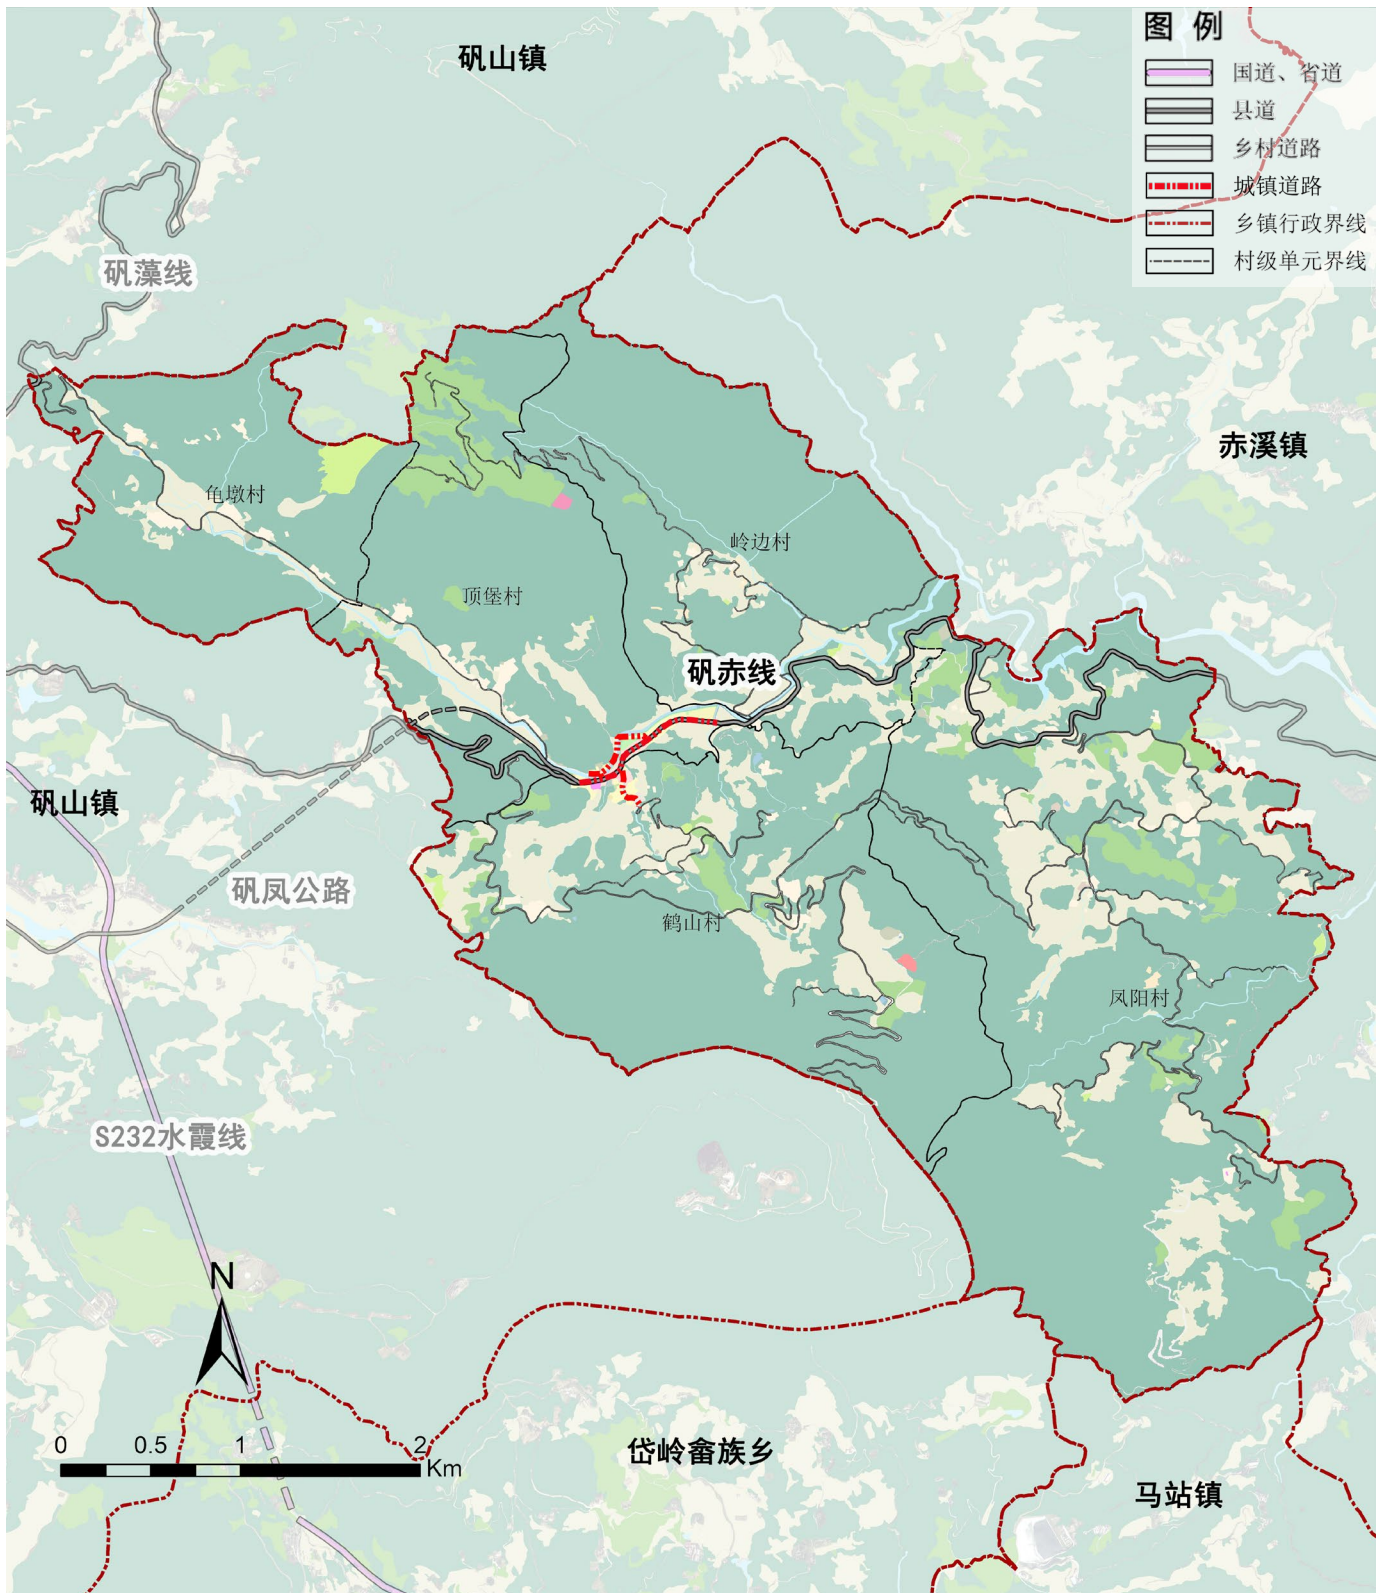 矾山镇
图 例
国道、省道
县道
乡村道路
城镇道路
乡镇行政界线
村级单元界线
矾藻线
赤溪镇
龟墩村
岭边村
顶堡村
矾赤线
矾山镇
矾凤公路
鹤山村
凤阳村
S232水霞线
N
0 0.5 1 2
Km
岱岭畲族乡
马站镇